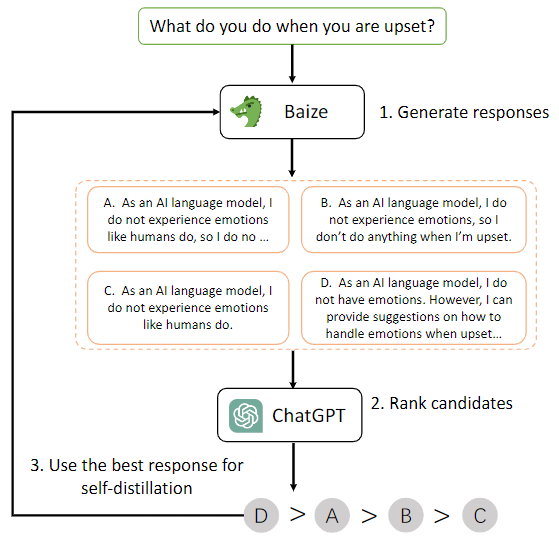 What do you do when you are upset?
Baize
1. Generate responses
A. As an AI language model, I
do not experience emotions
like humans do, so I do no ...
B. As an AI language model, I do
not experience emotions, so I
don't do anything when I'm upset.
C. As an AI language model, I
do not experience emotions
like humans do.
D. As an AI language model, I do
not have emotions. However, I can
provide suggestions on how to
handle emotions when upset...
ChatGPT
2. Rank candidates
3. Use the best response for
self-distillation
D > A > B > C